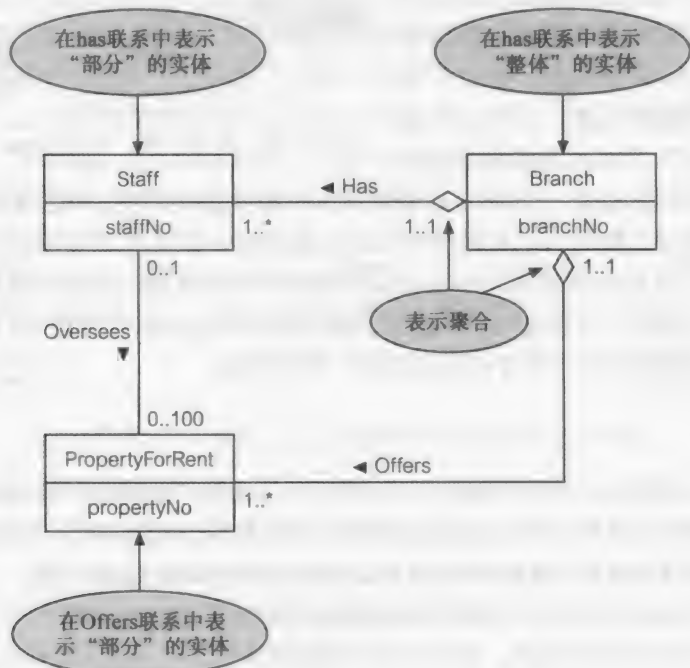 在has联系中表示
“部分”的实体
在has联系中表示
“整体”的实体
Staff
staffNo
◄ Has
1..*
1..1
Branch
branchNo
0..1
1..1
表示聚合
Oversees
▼
0..100
PropertyForRent
propertyNo
◄ Offers
1..*
在Offers联系中表
示“部分”的实体